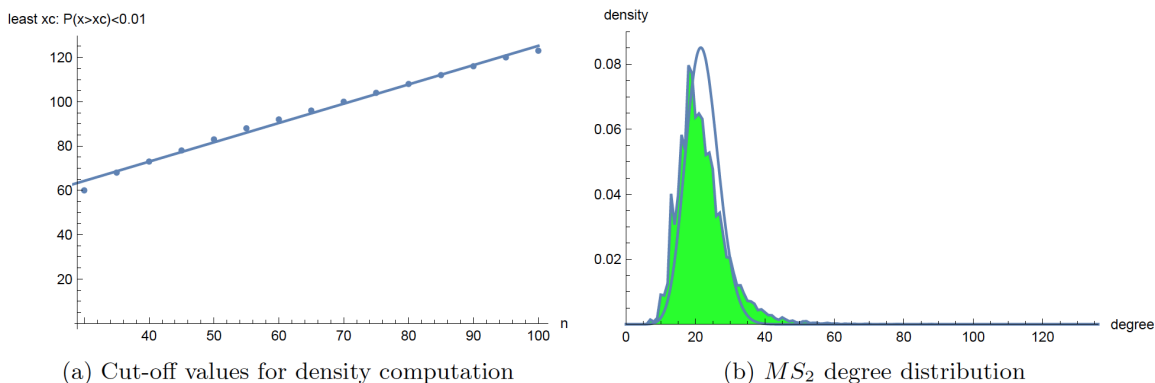 least xc: P(x>xc)<0.01
120
100
80
60
40
20
40 50 60 70 80 90 100
n
(a) Cut-off values for density computation
density
0.08
0.06
0.04
0.02
0 20 40 60 80 100 120
degree
(b) MS₂ degree distribution